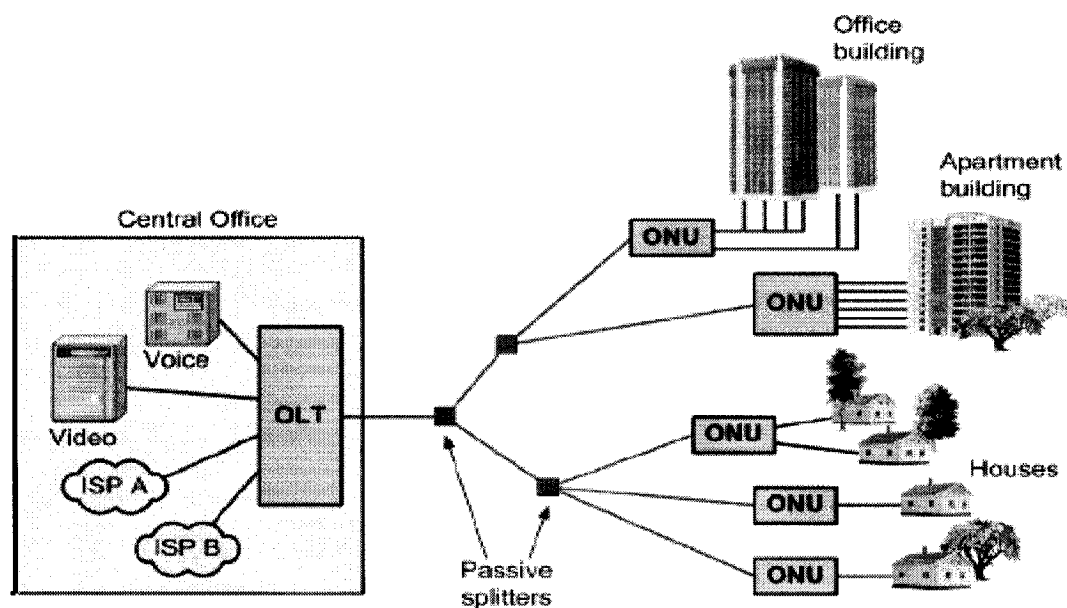 Office
building
Apartment
building
Central Office
ONU
ONU
Voice
OLT
Video
ONU
Houses
ISP A
ONU
ISP B
Passive
splitters
ONU